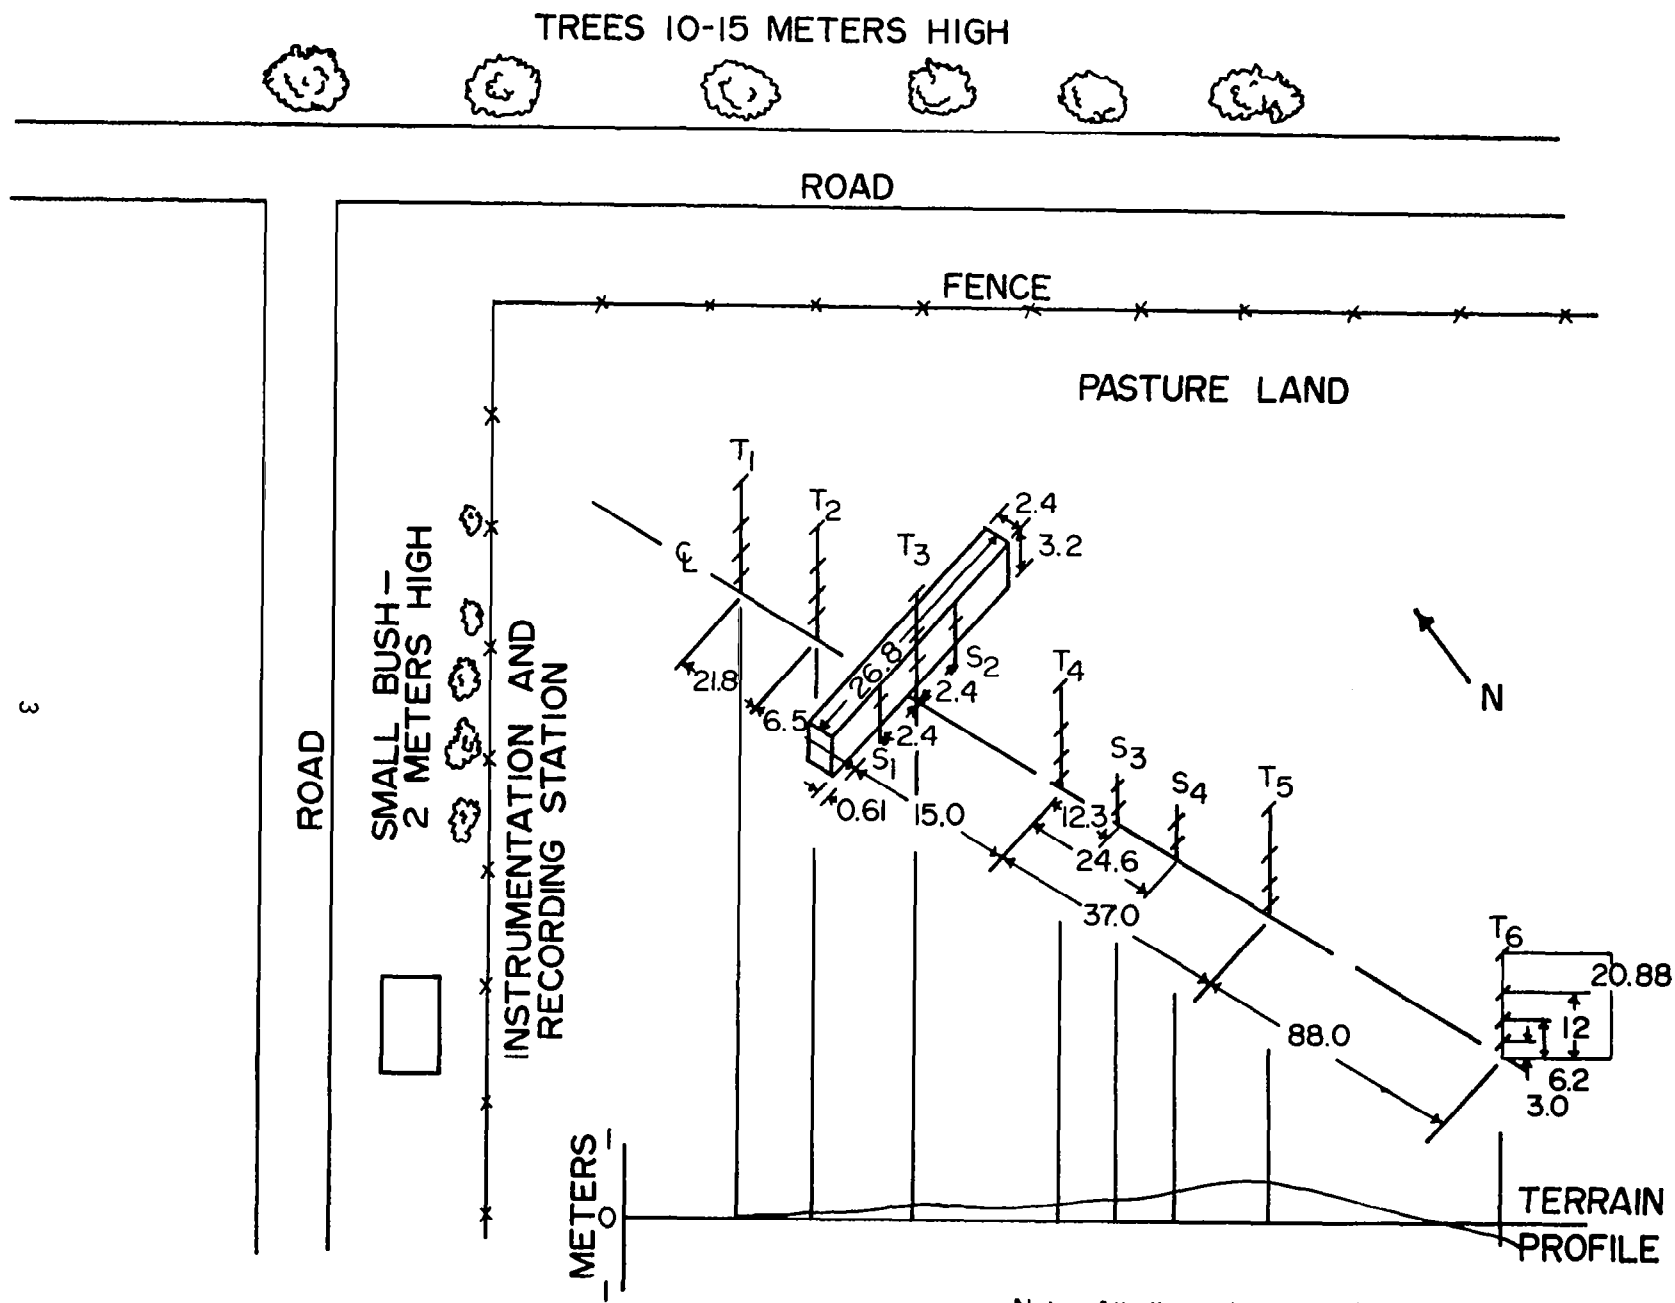 TREES 10-15 METERS HIGH
ROAD
FENCE
PASTURE LAND
T1
T2
T3
2.4
3.2
26.8
S2
T4
21.8
6.5
2.4
2.4
S1
N
3
ROAD
SMALL BUSH-
2 METERS HIGH
INSTRUMENTATION AND
RECORDING STATION
0.61
15.0
12.3
S3
S4
T5
24.6
37.0
T6
20.88
12
6.2
3.0
88.0
METERS
1
0
1
TERRAIN
PROFILE